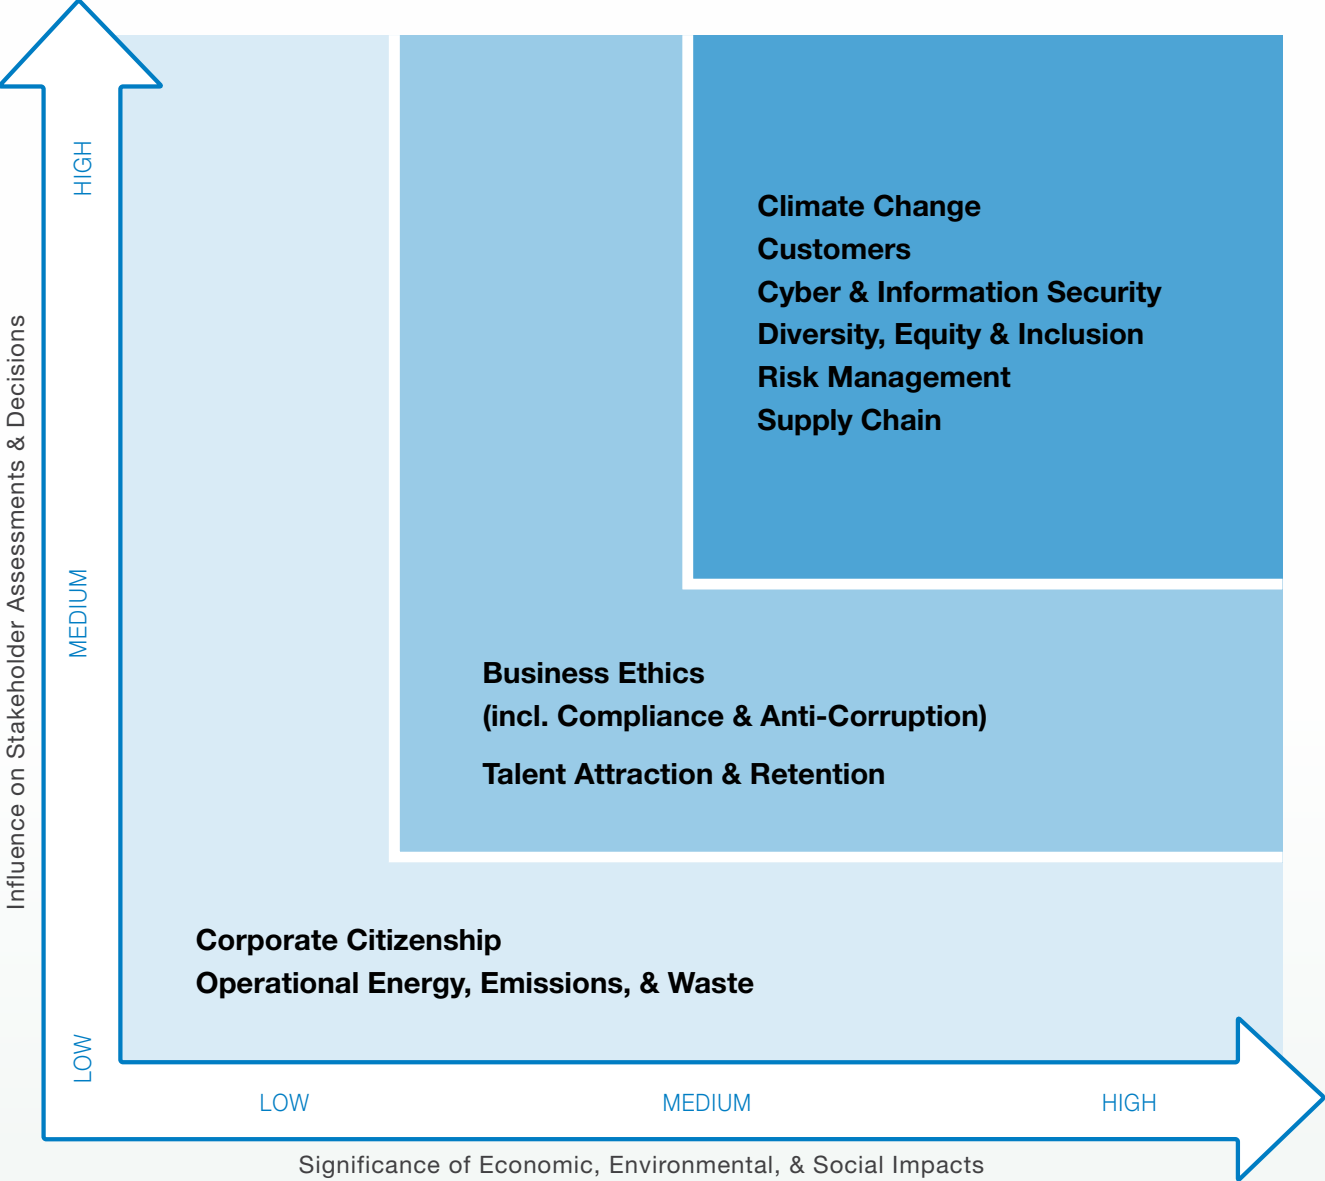 HIGH
Climate Change
Customers
Cyber & Information Security
Diversity, Equity & Inclusion
Risk Management
Supply Chain
Influence on Stakeholder Assessments & Decisions
MEDIUM
Business Ethics
(incl. Compliance & Anti-Corruption)
Talent Attraction & Retention
Corporate Citizenship
Operational Energy, Emissions, & Waste
LOW
LOW
MEDIUM
HIGH
Significance of Economic, Environmental, & Social Impacts